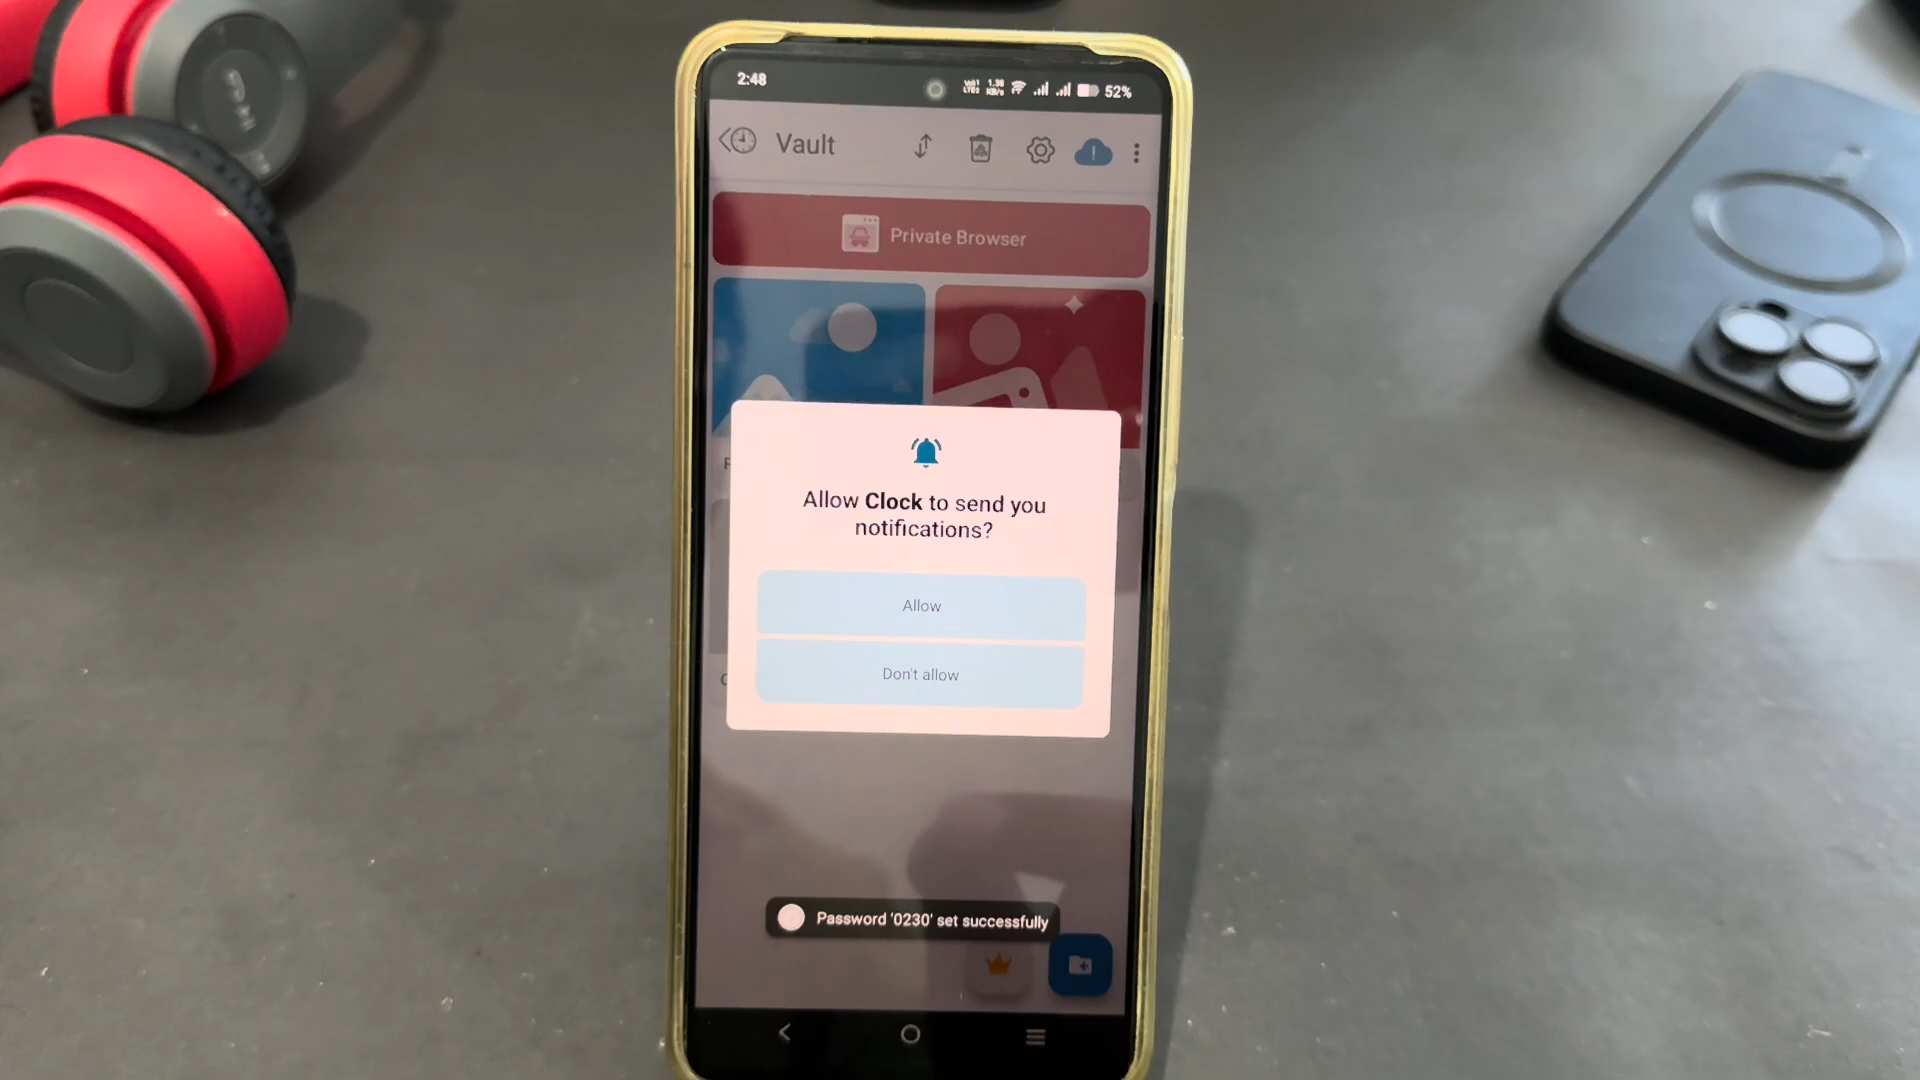 2:48
52%
Vault
Private Browser
Allow Clock to send you
notifications?
Allow
Don't allow
Password '0230' set successfully